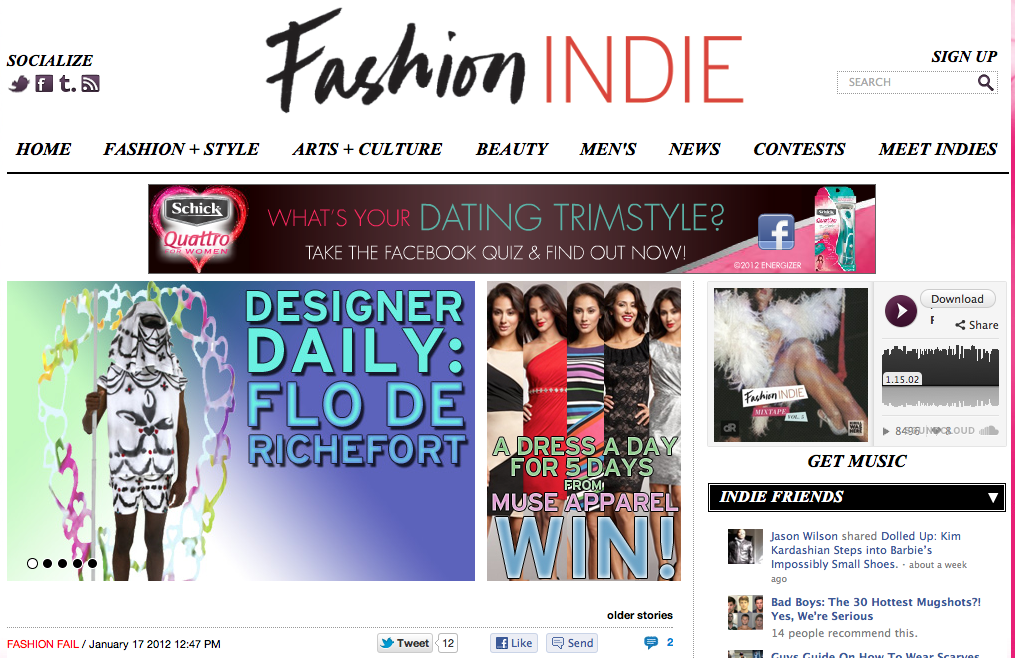 SOCIALIZE
Fashion INDIE
SIGN UP
SEARCH
HOME FASHION + STYLE ARTS + CULTURE BEAUTY MEN'S NEWS CONTESTS MEET INDIES
Schick
Quattro
FOR WOMEN
WHAT'S YOUR DATING TRIMSTYLE?
TAKE THE FACEBOOK QUIZ & FIND OUT NOW!
©2012 ENERGIZER
Schick
Quattro
DESIGNER
DAILY:
FLO DE
RICHEFORT
A DRESS A DAY
FOR 5 DAYS
FROM
MUSE APPAREL
WIN!
Fashion INDIE
MIXTAPE VOL.5
Download
Share
1.15.02
8496 8
GET MUSIC
INDIE FRIENDS
Jason Wilson shared Dolled Up: Kim
Kardashian Steps into Barbie's
Impossibly Small Shoes. · about a week
ago
Bad Boys: The 30 Hottest Mugshots?!
Yes, We're Serious
14 people recommend this.
Guys Guide On How To Wear Scarves
older stories
FASHION FAIL / January 17 2012 12:47 PM
Tweet 12
Like
Send
2